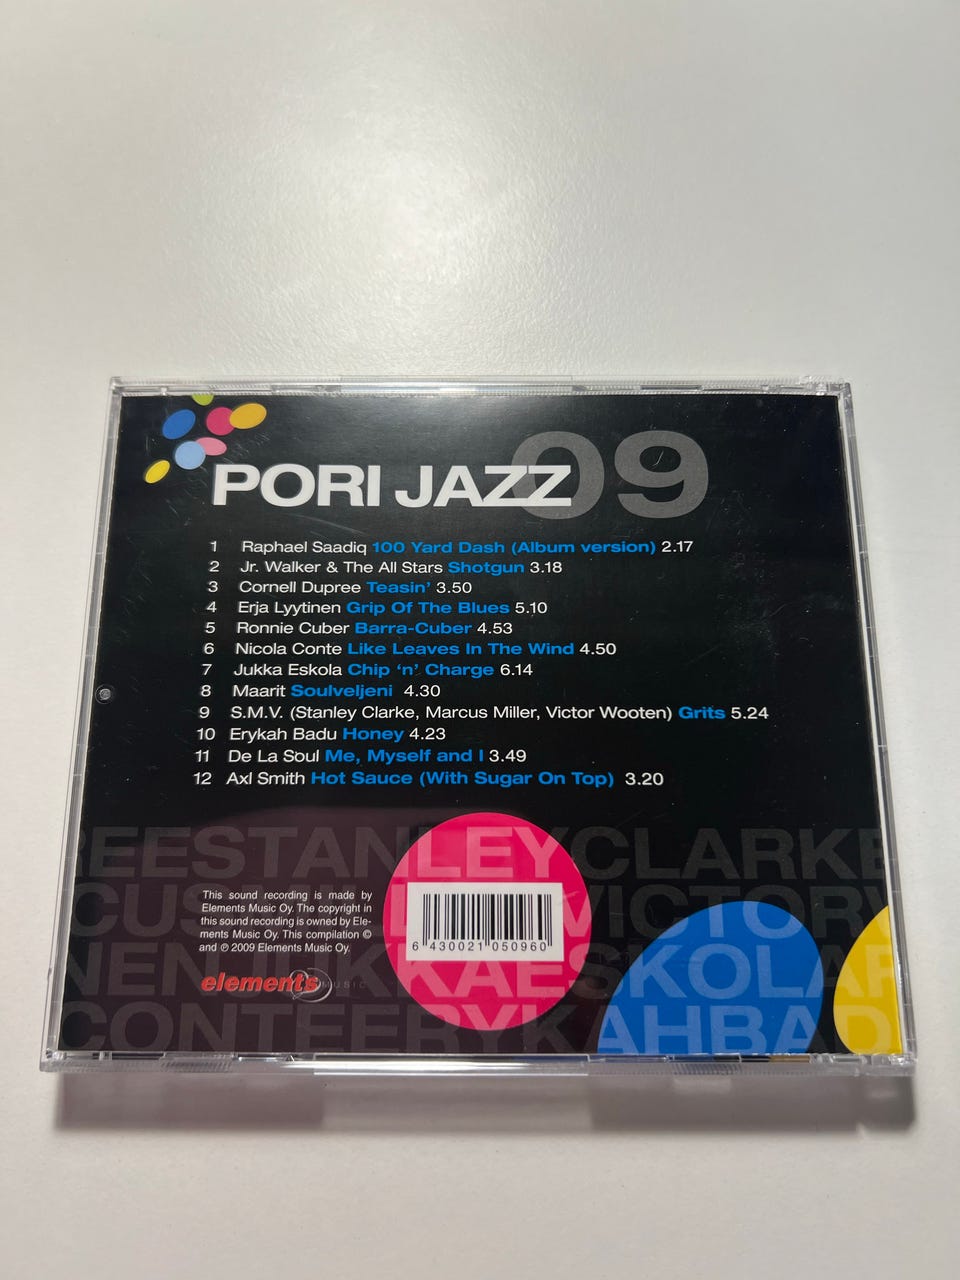 PORI JAZZ 09
1 Raphael Saadiq 100 Yard Dash (Album version) 2.17
2 Jr. Walker & The All Stars Shotgun 3.18
3 Cornell Dupree Teasin' 3.50
4 Erja Lyytinen Grip Of The Blues 5.10
5 Ronnie Cuber Barra-Cuber 4.53
6 Nicola Conte Like Leaves In The Wind 4.50
7 Jukka Eskola Chip ‘n’ Charge 6.14
8 Maarit Soulveljeni 4.30
9 S.M.V. (Stanley Clarke, Marcus Miller, Victor Wooten) Grits 5.24
10 Erykah Badu Honey 4.23
11 De La Soul Me, Myself and I 3.49
12 Axl Smith Hot Sauce (With Sugar On Top) 3.20
REESTANLEYCLARKE
VICTOR
This sound recording is made by
Elements Music Oy. The copyright in
this sound recording is owned by Ele-
ments Music Oy. This compilation ©
and ℗ 2009 Elements Music Oy.
6 430021 050960
NENJUKKAESKOLA
elements MUSIC
CONTEERYKAHBAD